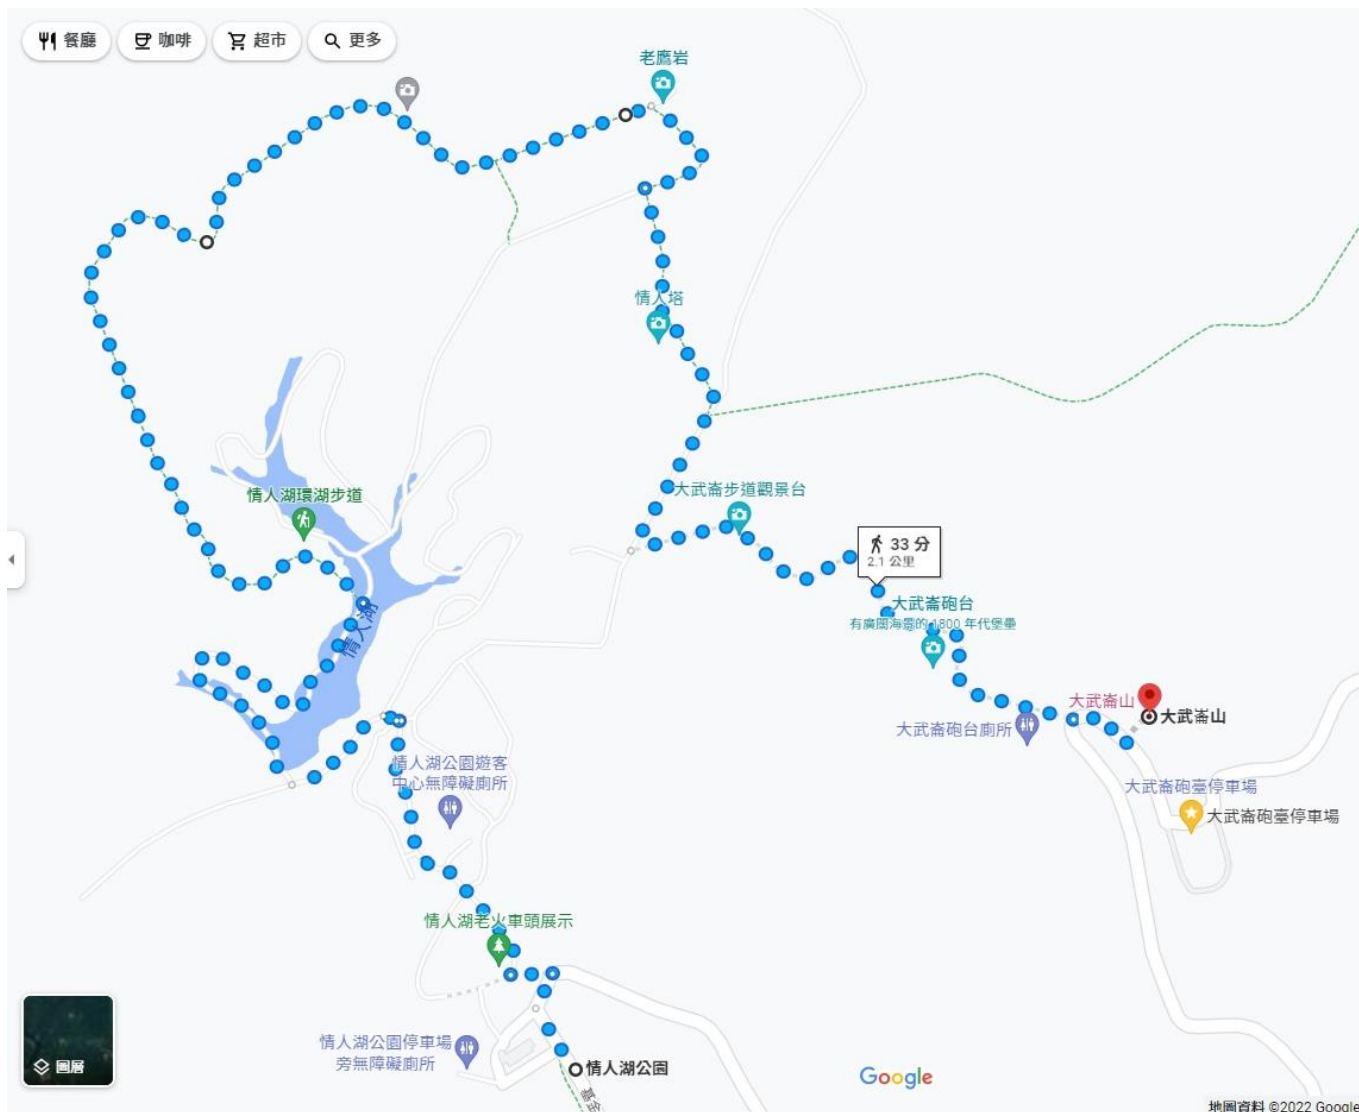 餐廳
咖啡
超市
更多
老鷹岩
情人塔
情人湖環湖步道
大武崙步道觀景台
33 分
2.1 公里
大武崙砲台
有廣闊海景的 1800 年代堡壘
情人湖
大武崙山
大武崙山
大武崙砲台廁所
情人湖公園遊客
中心無障礙廁所
大武崙砲臺停車場
大武崙砲臺停車場
情人湖老火車頭展示
情人湖公園停車場
旁無障礙廁所
情人湖公園
基金
圖層
Google
地圖資料 ©2022 Google